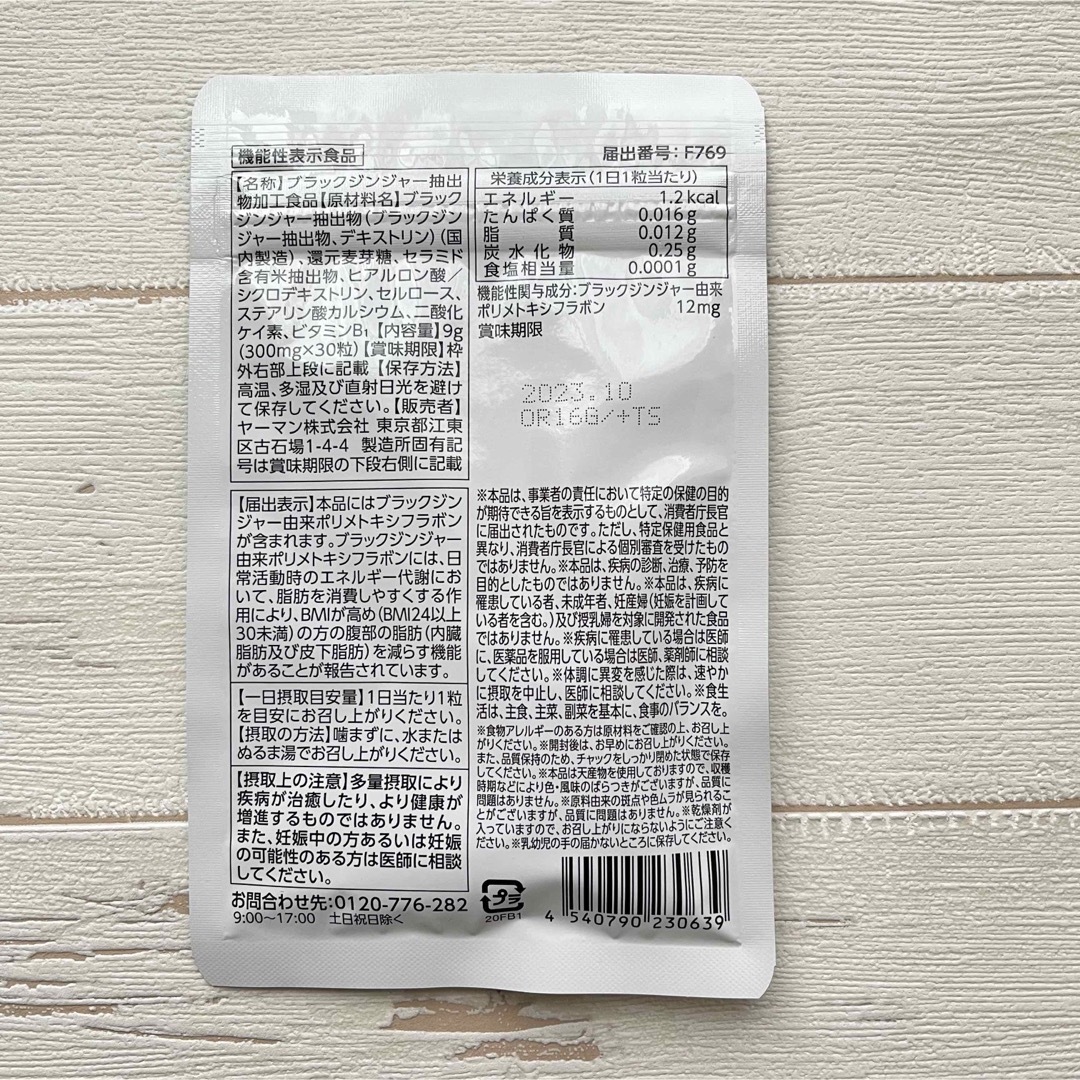 機能性表示食品
届出番号：F769
【名称】ブラックジンジャー抽出
物加工食品【原材料名】ブラック
ジンジャー抽出物（ブラックジン
ジャー抽出物、デキストリン）（国
内製造）、還元麦芽糖、セラミド
含有米抽出物、ヒアルロン酸／
シクロデキストリン、セルロース、
ステアリン酸カルシウム、二酸化
ケイ素、ビタミンB₁【内容量】9g
（300mg×30粒）【賞味期限】枠
外右部上段に記載【保存方法】
高温、多湿及び直射日光を避け
て保存してください。【販売者】
ヤーマン株式会社 東京都江東
区古石場1-4-4 製造所固有記
号は賞味期限の下段右側に記載
栄養成分表示（1日1粒当たり）
エネルギー 1.2kcal
たんぱく質 0.016g
脂質 0.012g
炭水化物 0.25g
食塩相当量 0.0001g
機能性関与成分：ブラックジンジャー由来
ポリメトキシフラボン 12mg
賞味期限
2023.10
OR16G/+TS
【届出表示】本品にはブラックジン
ジャー由来ポリメトキシフラボン
が含まれます。ブラックジンジャー
由来ポリメトキシフラボンには、日
常活動時のエネルギー代謝にお
いて、脂肪を消費しやすくする作
用により、BMIが高め（BMI24以上
30未満）の方の腹部の脂肪（内臓
脂肪及び皮下脂肪）を減らす機能
があることが報告されています。
【一日摂取目安量】1日当たり1粒
を目安にお召し上がりください。
【摂取の方法】噛まずに、水または
ぬるま湯でお召し上がりください。
【摂取上の注意】多量摂取により
疾病が治癒したり、より健康が
増進するものではありません。
また、妊娠中の方あるいは妊娠
の可能性のある方は医師に相談
してください。
お問合わせ先：0120-776-282
9：00〜17：00 土日祝日除く
※本品は、事業者の責任において特定の保健の目的
が期待できる旨を表示するものとして、消費者庁長官
に届出されたものです。ただし、特定保健用食品と
異なり、消費者庁長官による個別審査を受けたもの
ではありません。※本品は、疾病の診断、治療、予防を
目的としたものではありません。※本品は、疾病に
罹患している者、未成年者、妊産婦（妊娠を計画して
いる者を含む。）及び授乳婦を対象に開発された食品
ではありません。※疾病に罹患している場合は医師
に、医薬品を服用している場合は医師、薬剤師に相談
してください。※体調に異変を感じた際は、速やか
に摂取を中止し、医師に相談してください。※食生
活は、主食、主菜、副菜を基本に、食事のバランスを。
※食物アレルギーのある方は原材料をご確認の上、お召し上
がりください。※開封後は、お早めにお召し上がりください。
また、品質保持のため、チャックをしっかり閉めた状態で保存
してください。※本品は天産物を使用しておりますので、収穫
時期などにより色・風味のばらつきがございますが、品質に
問題はありません。※原料由来の斑点や色ムラが見られるこ
とがございますが、品質に問題はありません。※乾燥剤が
入っていますので、お召し上がりにならないようにご注意くだ
さい。※乳幼児の手の届かないところに保存してください。
プラ
20FB1
4 540790 230639